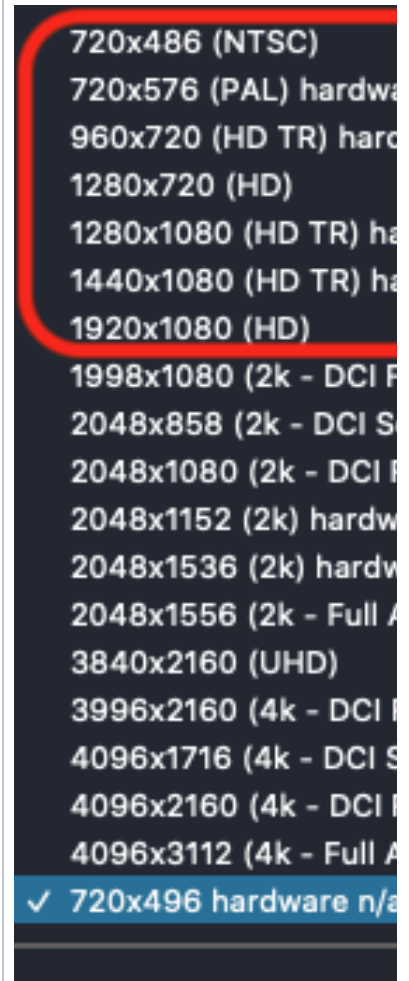 720x486 (NTSC)
720x576 (PAL) hardwa
960x720 (HD TR) hard
1280x720 (HD)
1280x1080 (HD TR) ha
1440x1080 (HD TR) ha
1920x1080 (HD)
1998x1080 (2k - DCI F
2048x858 (2k - DCI Sc
2048x1080 (2k - DCI F
2048x1152 (2k) hardw
2048x1536 (2k) hardw
2048x1556 (2k - Full A
3840x2160 (UHD)
3996x2160 (4k - DCI F
4096x1716 (4k - DCI S
4096x2160 (4k - DCI F
4096x3112 (4k - Full A
✓ 720x496 hardware n/a